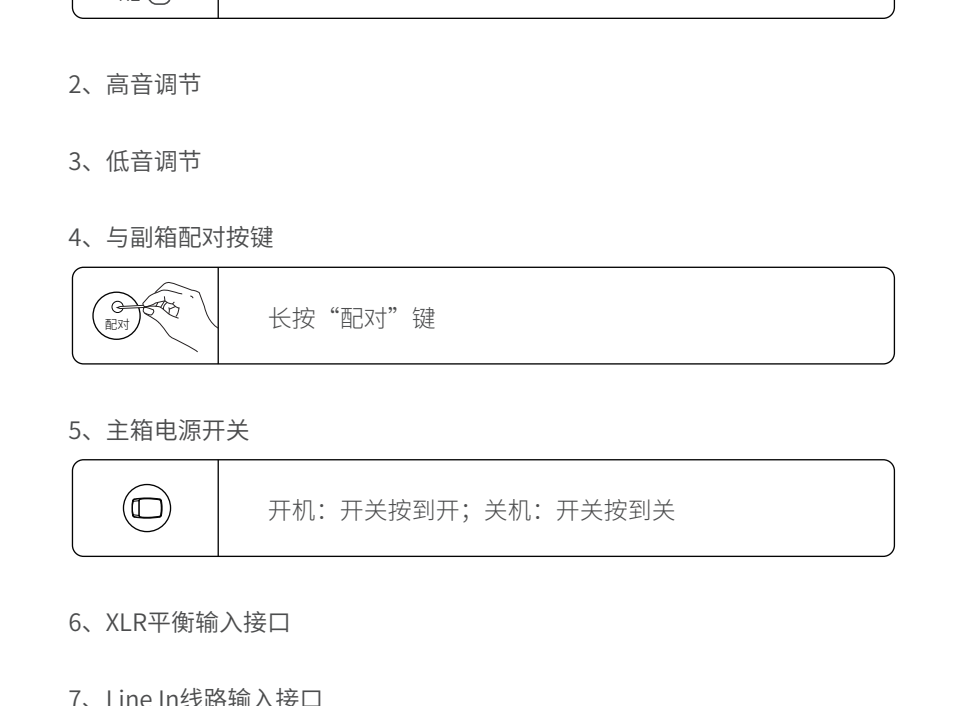 2、高音调节
3、低音调节
4、与副箱配对按键
配对
长按“配对”键
5、主箱电源开关
开机：开关按到开；关机：开关按到关
6、XLR平衡输入接口
7、Line In线路输入接口